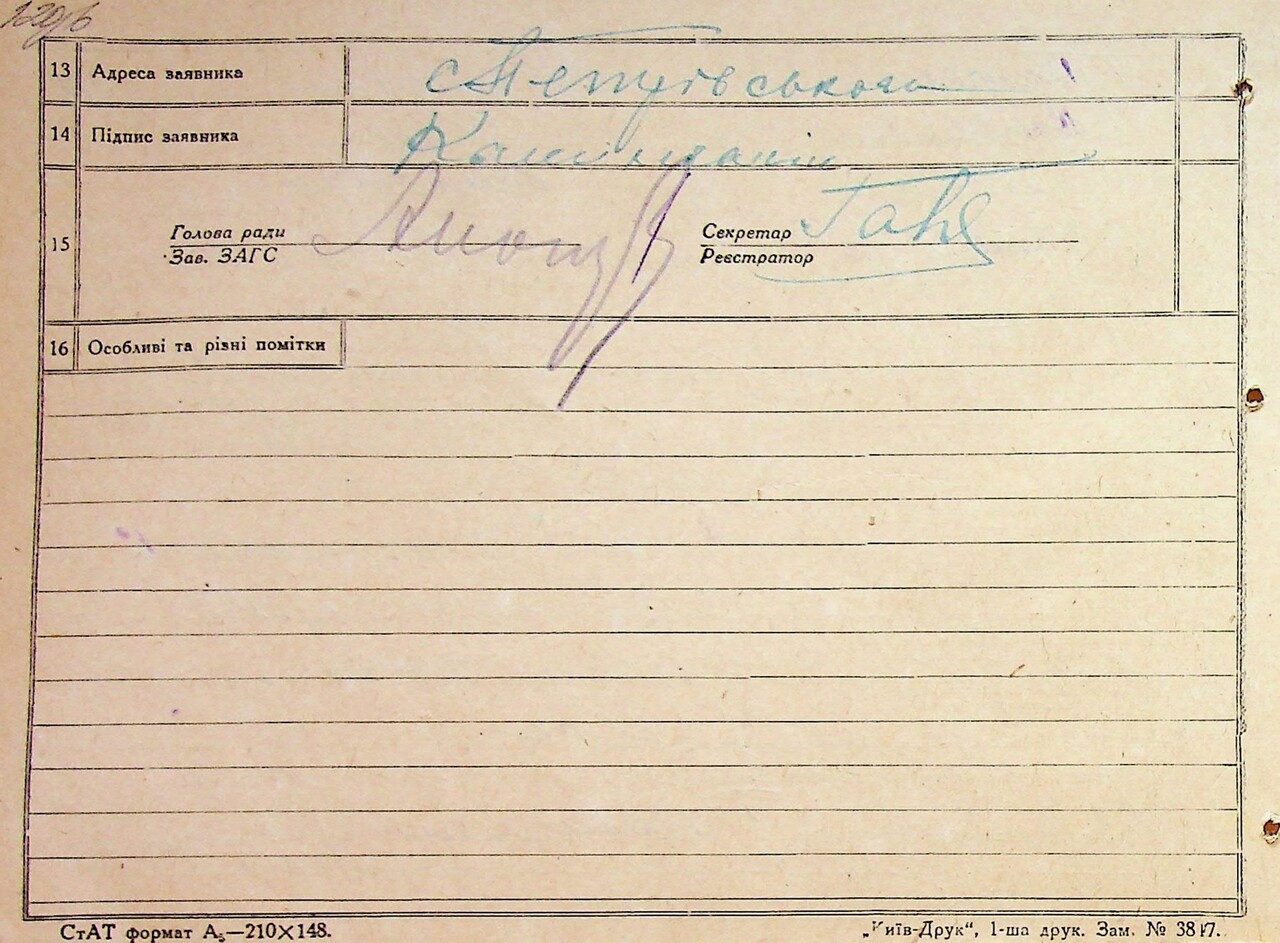 13 Адреса заявника с Петрівського
14 Підпис заявника
15 Голова ради Секретар
Зав. ЗАГС Реєстратор
16 Особливі та різні помітки
СтАТ формат А₅—210×148. „Київ-Друк“, 1-ша друк. Зам. № 3817.